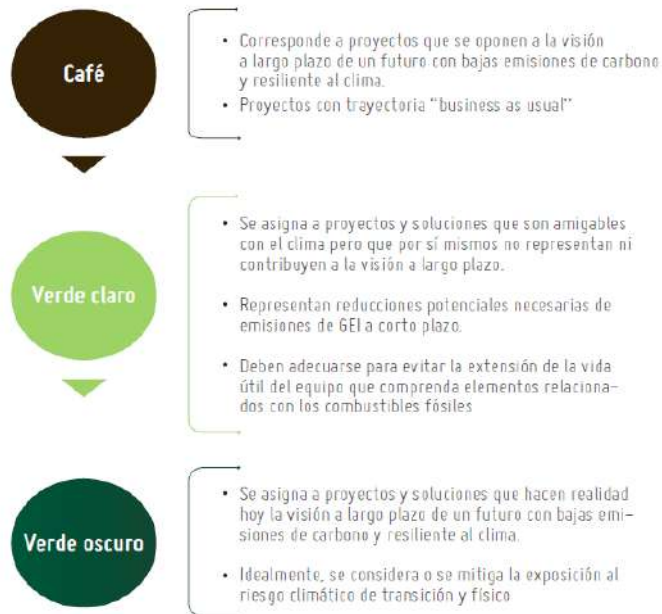 Café
• Corresponde a proyectos que se oponen a la visión
a largo plazo de un futuro con bajas emisiones de carbono
y resiliente al clima.
• Proyectos con trayectoria “business as usual”
Verde claro
• Se asigna a proyectos y soluciones que son amigables
con el clima pero que por sí mismos no representan ni
contribuyen a la visión a largo plazo.
• Representan reducciones potenciales necesarias de
emisiones de GEI a corto plazo.
• Deben adecuarse para evitar la extensión de la vida
útil del equipo que comprenda elementos relaciona–
dos con los combustibles fósiles
Verde oscuro
• Se asigna a proyectos y soluciones que hacen realidad
hoy la visión a largo plazo de un futuro con bajas emi–
siones de carbono y resiliente al clima.
• Idealmente, se considera o se mitiga la exposición al
riesgo climático de transición y físico